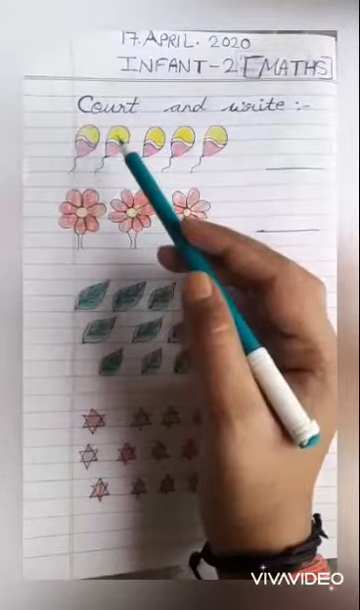 17.APRIL. 2020
INFANT-2 [MATHS]
Count and write :-
VIVAVIDEO